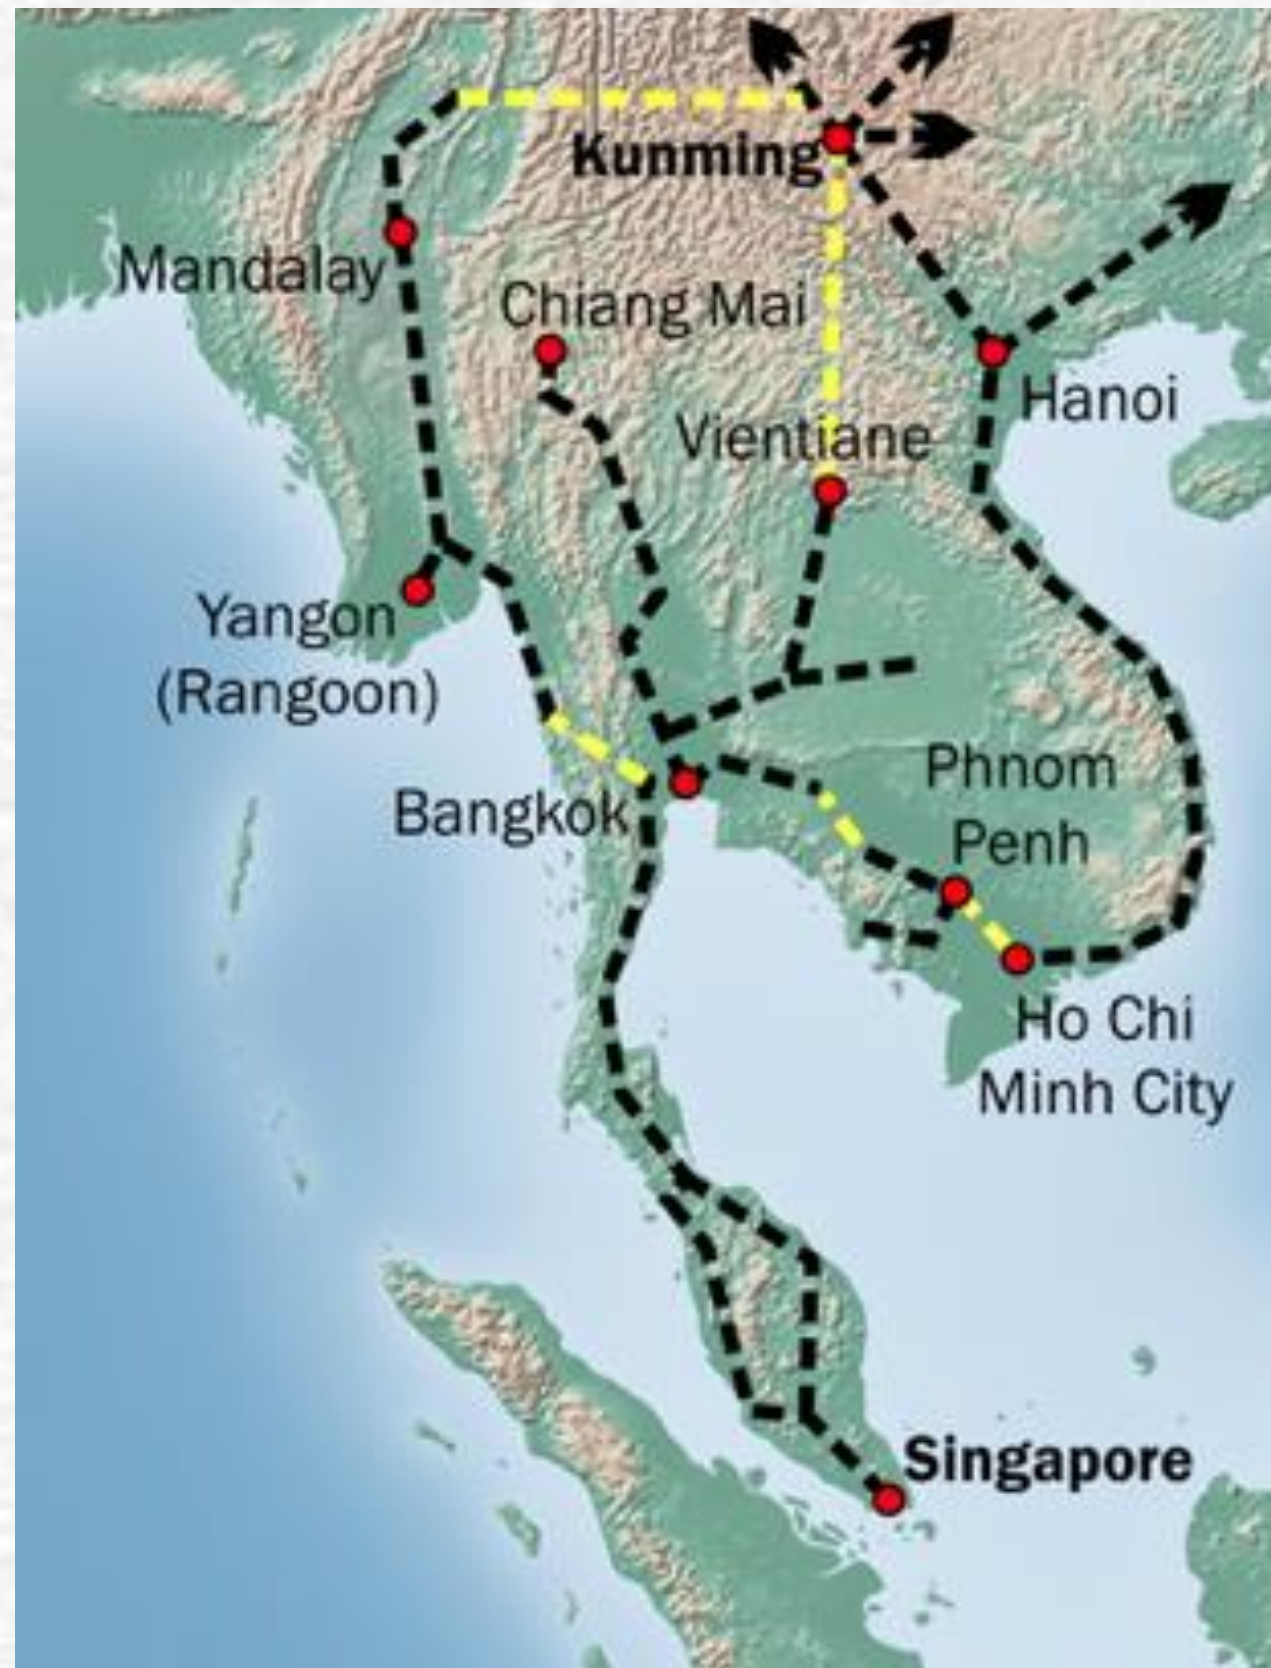 Kunming
Mandalay
Chiang Mai
Hanoi
Vientiane
Yangon
(Rangoon)
Bangkok
Phnom
Penh
Ho Chi
Minh City
Singapore